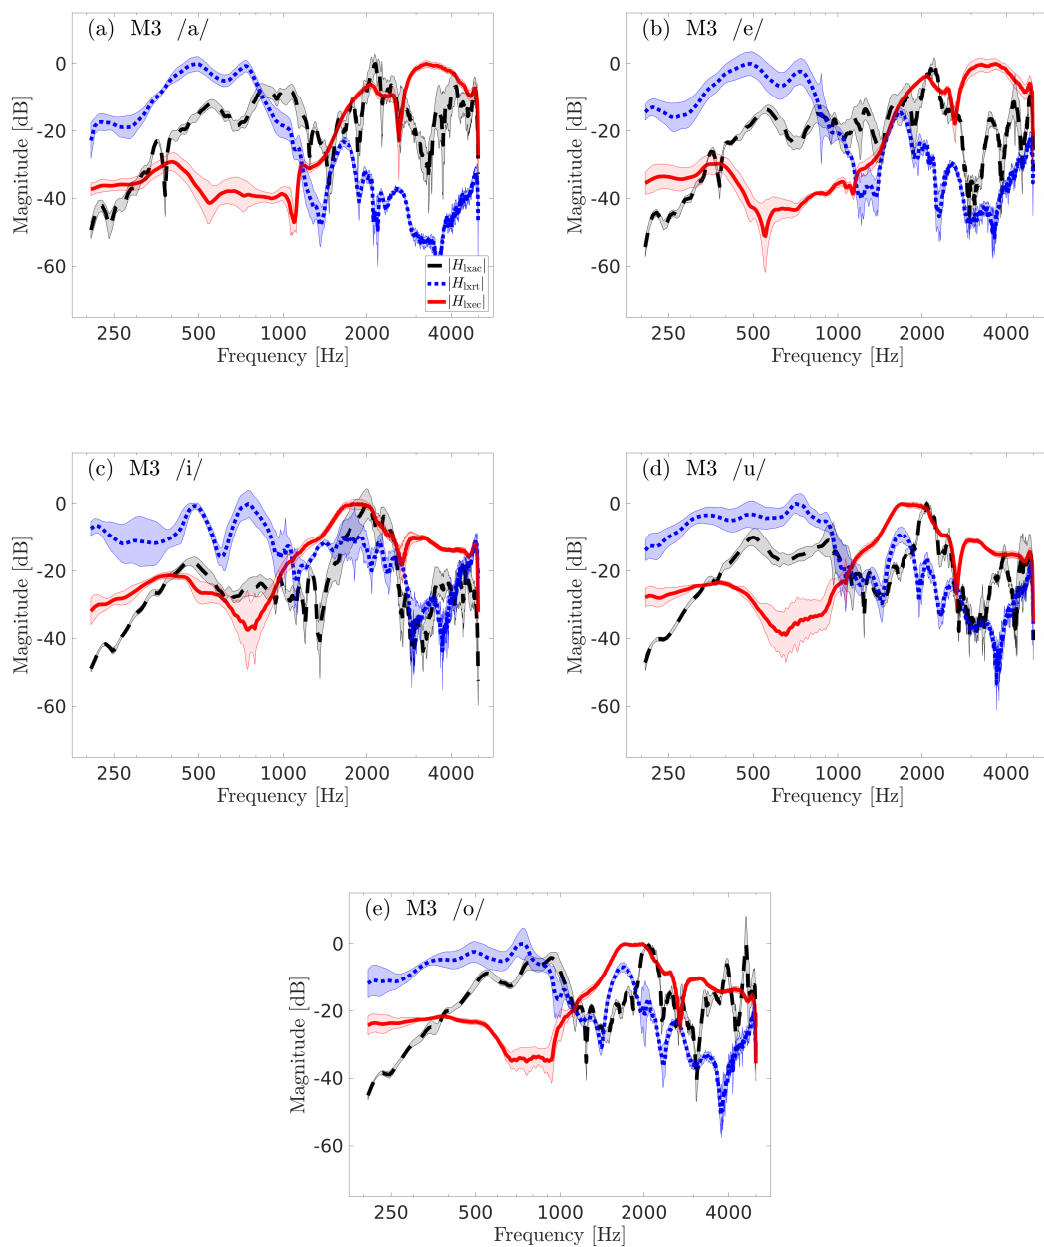 (a) M3 /a/
0
-20
-40
-60
Magnitude [dB]
250 500 1000 2000 4000
Frequency [Hz]
|H_lxac|
|H_lxrt|
|H_lxec|
(b) M3 /e/
0
-20
-40
-60
Magnitude [dB]
250 500 1000 2000 4000
Frequency [Hz]
(c) M3 /i/
0
-20
-40
-60
Magnitude [dB]
250 500 1000 2000 4000
Frequency [Hz]
(d) M3 /u/
0
-20
-40
-60
Magnitude [dB]
250 500 1000 2000 4000
Frequency [Hz]
(e) M3 /o/
0
-20
-40
-60
Magnitude [dB]
250 500 1000 2000 4000
Frequency [Hz]